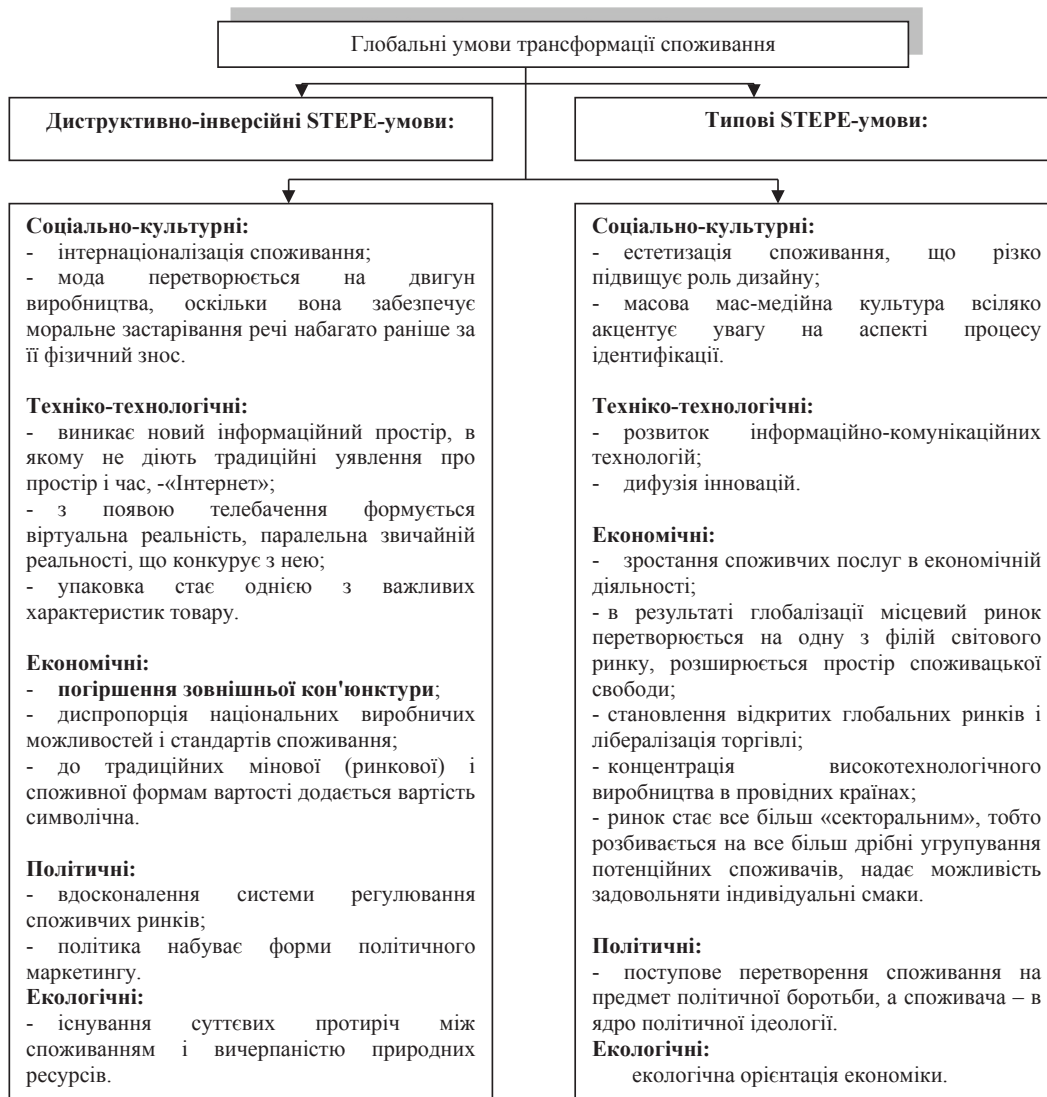 Глобальні умови трансформації споживання
Диструктивно-інверсійні STEPE-умови:
Типові STEPE-умови:
Соціально-культурні:
- інтернаціоналізація споживання;
- мода перетворюється на двигун
виробництва, оскільки вона забезпечує
моральне застарівання речі набагато раніше за
її фізичний знос.
Техніко-технологічні:
- виникає новий інформаційний простір, в
якому не діють традиційні уявлення про
простір і час, -«Інтернет»;
- з появою телебачення формується
віртуальна реальність, паралельна звичайній
реальності, що конкурує з нею;
- упаковка стає однією з важливих
характеристик товару.
Економічні:
- погіршення зовнішньої кон'юнктури;
- диспропорція національних виробничих
можливостей і стандартів споживання;
- до традиційних мінової (ринкової) і
споживної формам вартості додається вартість
символічна.
Політичні:
- вдосконалення системи регулювання
споживчих ринків;
- політика набуває форми політичного
маркетингу.
Екологічні:
- існування суттєвих протиріч між
споживанням і вичерпаністю природних
ресурсів.
Соціально-культурні:
- естетизація споживання, що різко
підвищує роль дизайну;
- масова мас-медійна культура всіляко
акцентує увагу на аспекті процесу
ідентифікації.
Техніко-технологічні:
- розвиток інформаційно-комунікаційних
технологій;
- дифузія інновацій.
Економічні:
- зростання споживчих послуг в економічній
діяльності;
- в результаті глобалізації місцевий ринок
перетворюється на одну з філій світового
ринку, розширюється простір споживацької
свободи;
- становлення відкритих глобальних ринків і
лібералізація торгівлі;
- концентрація високотехнологічного
виробництва в провідних країнах;
- ринок стає все більш «секторальним», тобто
розбивається на все більш дрібні угрупування
потенційних споживачів, надає можливість
задовольняти індивідуальні смаки.
Політичні:
- поступове перетворення споживання на
предмет політичної боротьби, а споживача – в
ядро політичної ідеології.
Екологічні:
екологічна орієнтація економіки.